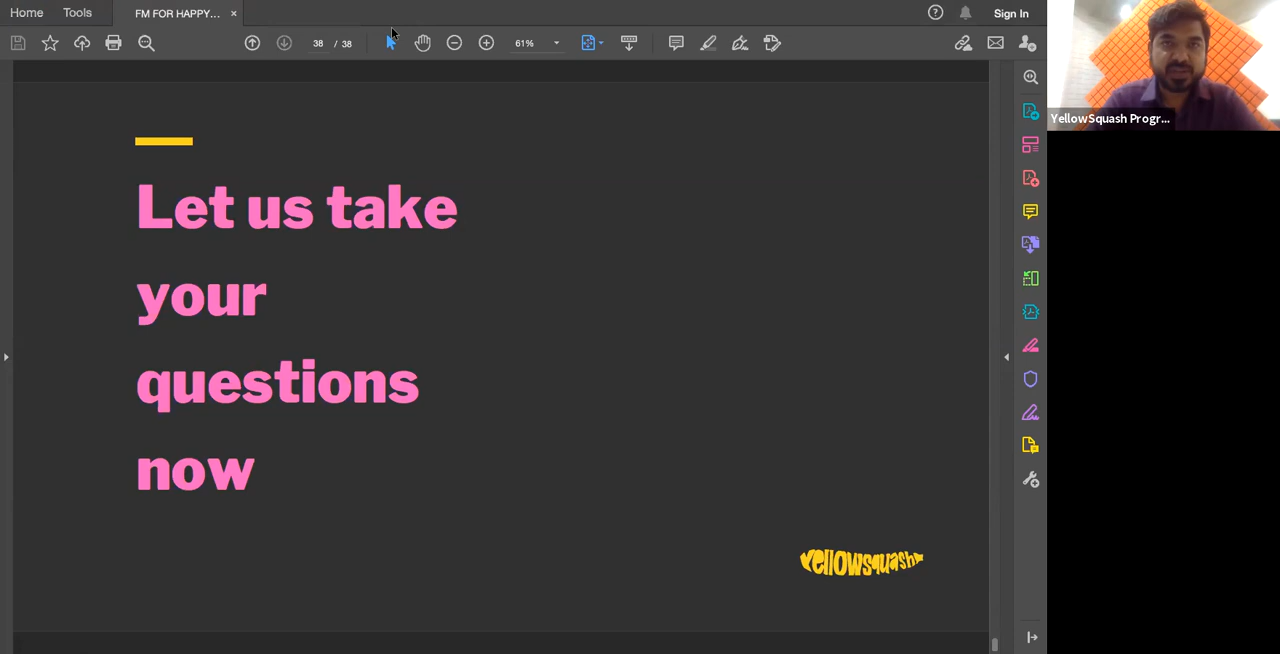 Home Tools FM FOR HAPPY... × Sign In
38 / 38 61%
YellowSquash Progr...
Let us take
your
questions
now
yellowsquash